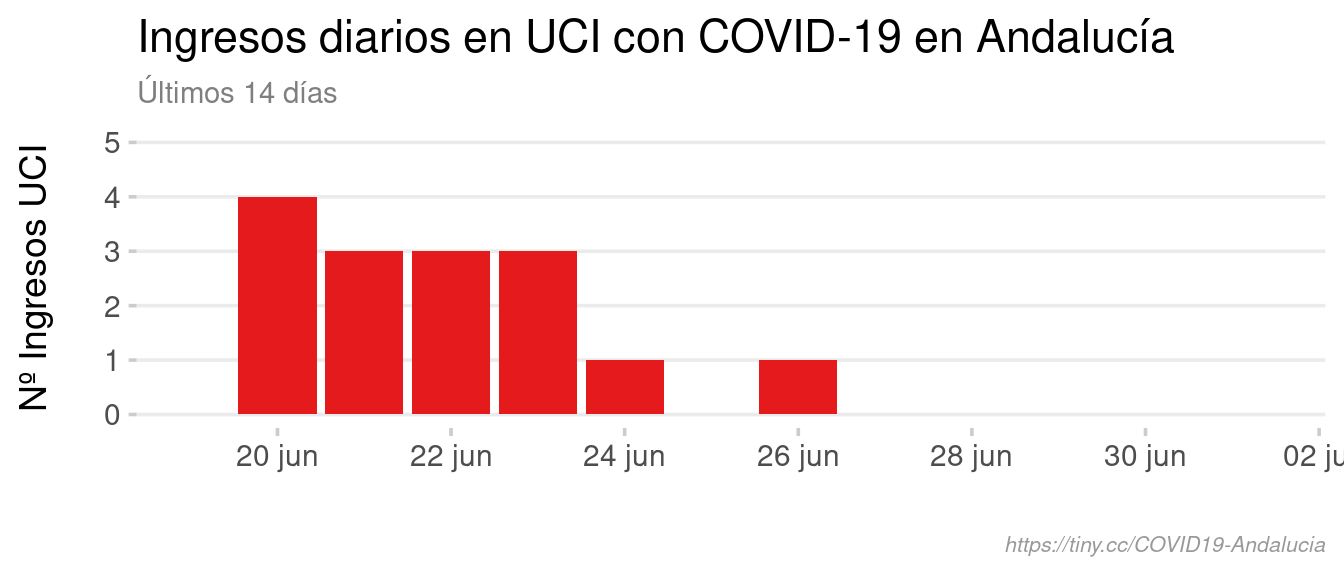 Ingresos diarios en UCI con COVID-19 en Andalucía
Últimos 14 días
Nº Ingresos UCI
5
4
3
2
1
0
20 jun
22 jun
24 jun
26 jun
28 jun
30 jun
02 ju
https://tiny.cc/COVID19-Andalucia